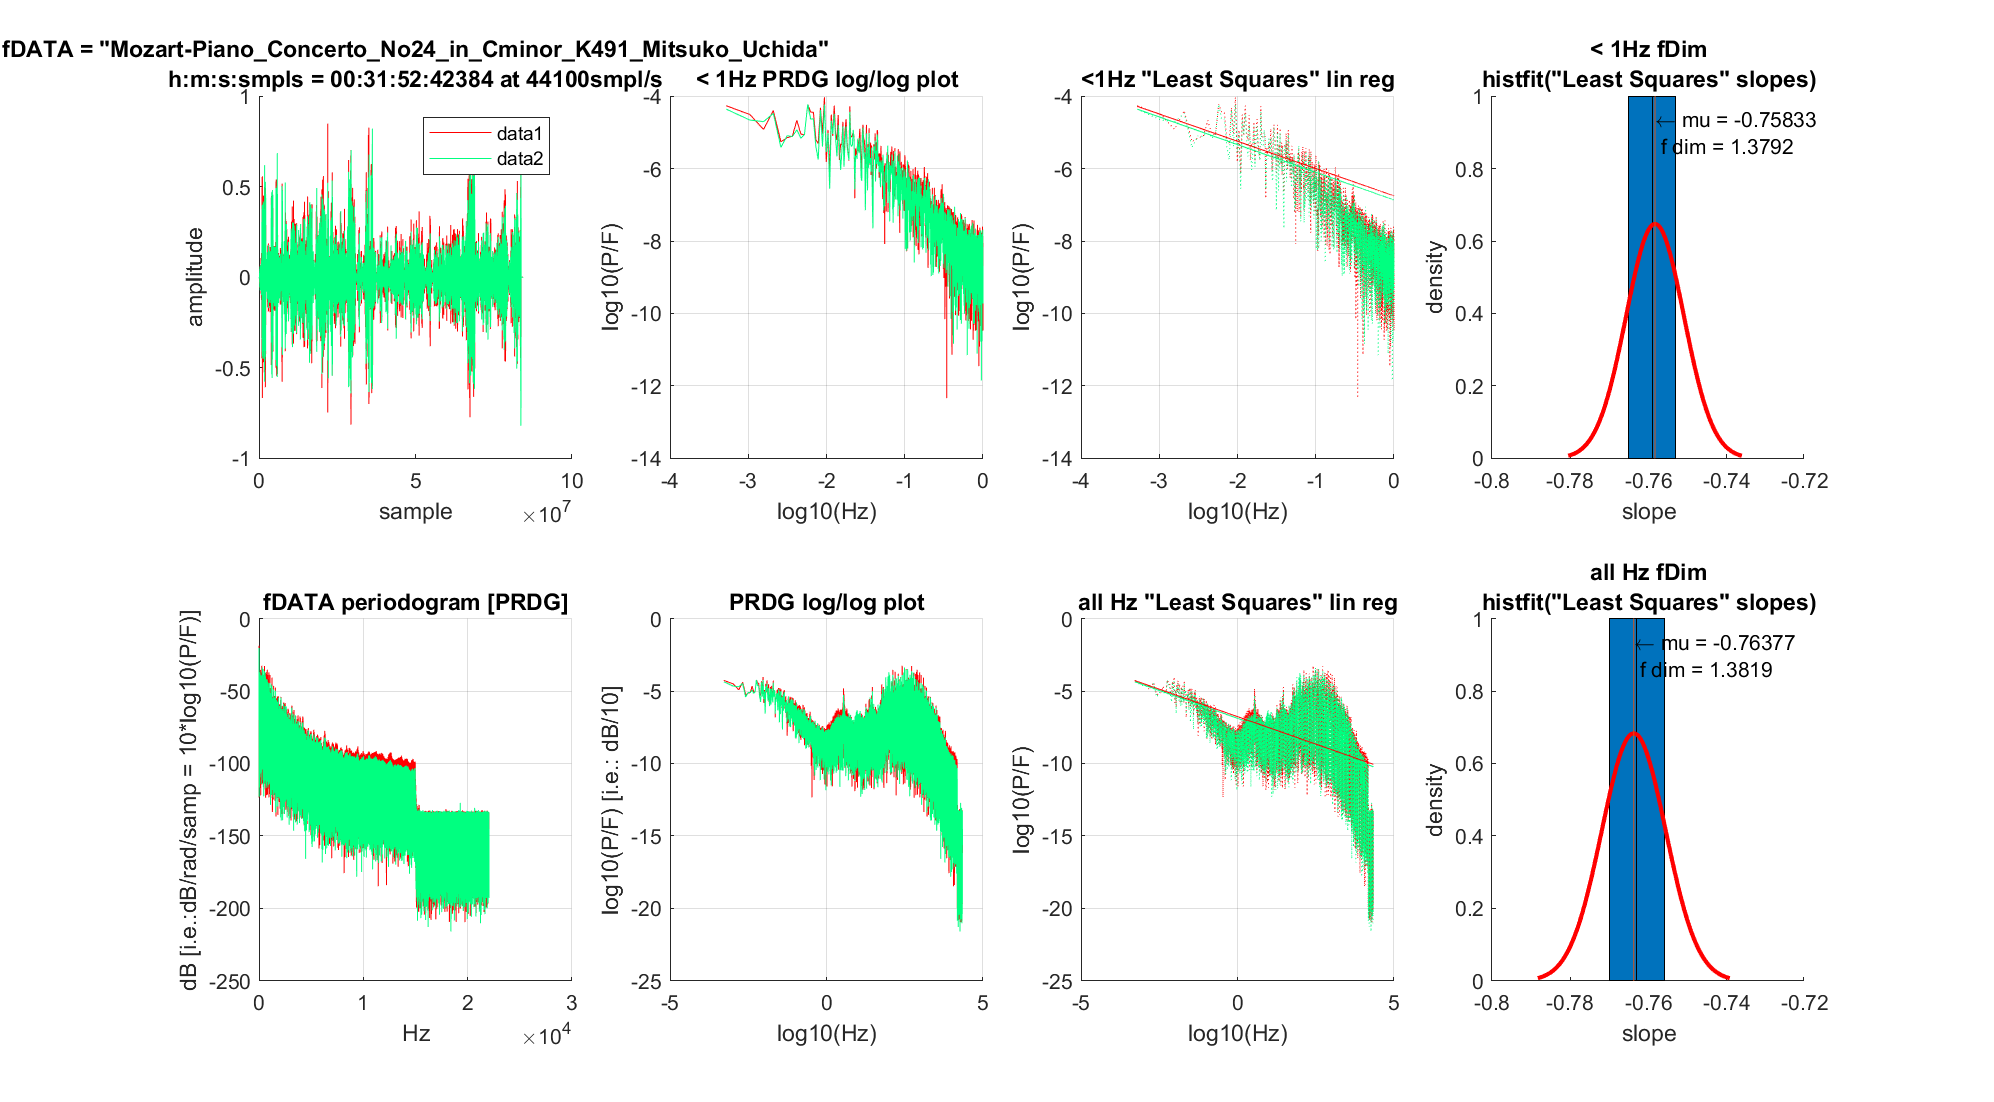 fDATA = "Mozart-Piano_Concerto_No24_in_Cminor_K491_Mitsuko_Uchida"
h:m:s:smpls = 00:31:52:42384 at 44100smpl/s
1
0.5
0
-0.5
-1
amplitude
data1
data2
0
5
10
sample
×10^7
< 1Hz PRDG log/log plot
-4
-6
-8
-10
-12
-14
log10(P/F)
-4
-3
-2
-1
0
log10(Hz)
<1Hz "Least Squares" lin reg
-4
-6
-8
-10
-12
-14
log10(P/F)
-4
-3
-2
-1
0
log10(Hz)
< 1Hz fDim
histfit("Least Squares" slopes)
1
0.8
0.6
0.4
0.2
0
density
← mu = -0.75833
f dim = 1.3792
-0.8
-0.78
-0.76
-0.74
-0.72
slope
fDATA periodogram [PRDG]
0
-50
-100
-150
-200
-250
dB [i.e.:dB/rad/samp = 10*log10(P/F)]
0
1
2
3
Hz
×10^4
PRDG log/log plot
0
-5
-10
-15
-20
-25
log10(P/F) [i.e.: dB/10]
-5
0
5
log10(Hz)
all Hz "Least Squares" lin reg
0
-5
-10
-15
-20
-25
log10(P/F)
-5
0
5
log10(Hz)
all Hz fDim
histfit("Least Squares" slopes)
1
0.8
0.6
0.4
0.2
0
density
← mu = -0.76377
f dim = 1.3819
-0.8
-0.78
-0.76
-0.74
-0.72
slope